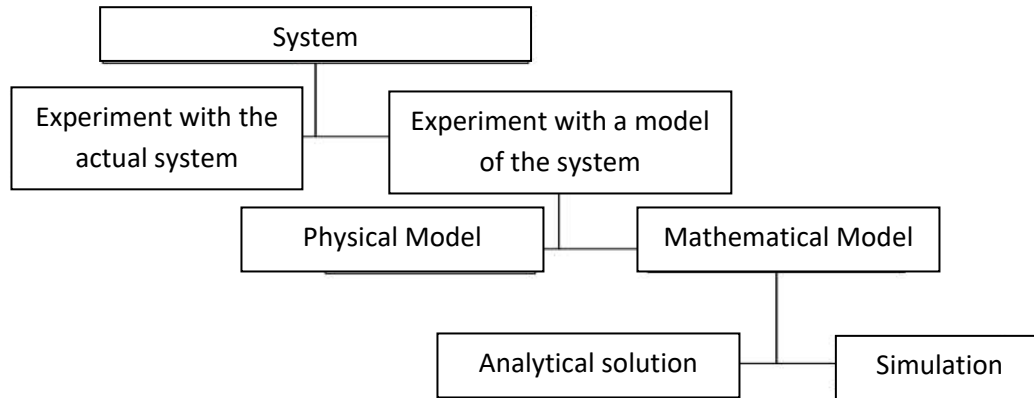 System
Experiment with the
actual system
Experiment with a model
of the system
Physical Model
Mathematical Model
Analytical solution
Simulation